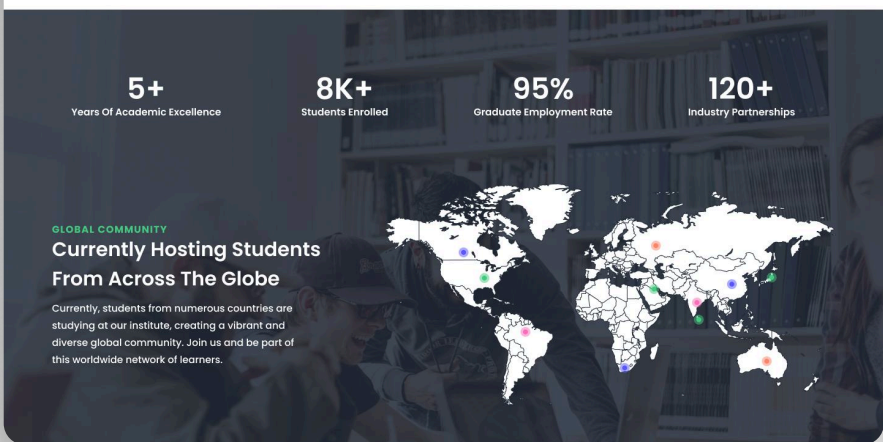 5+
8K+
95%
120+
Years Of Academic Excellence
Students Enrolled
Graduate Employment Rate
Industry Partnerships
GLOBAL COMMUNITY
Currently Hosting Students
From Across The Globe
Currently, students from numerous countries are
studying at our institute, creating a vibrant and
diverse global community. Join us and be part of
this worldwide network of learners.